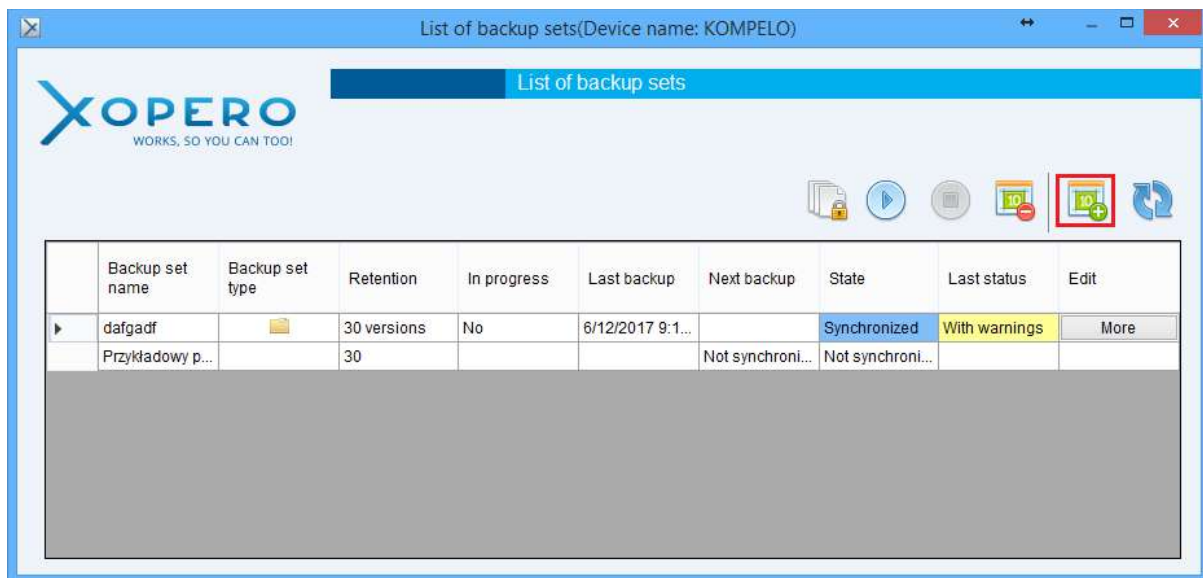 List of backup sets(Device name: KOMPELO)
List of backup sets
XOPERO
WORKS, SO YOU CAN TOO!
10 10
Backup set name Backup set type Retention In progress Last backup Next backup State Last status Edit
dafgadf 30 versions No 6/12/2017 9:1... Synchronized With warnings More
Przykładowy p... 30 Not synchroni... Not synchroni...